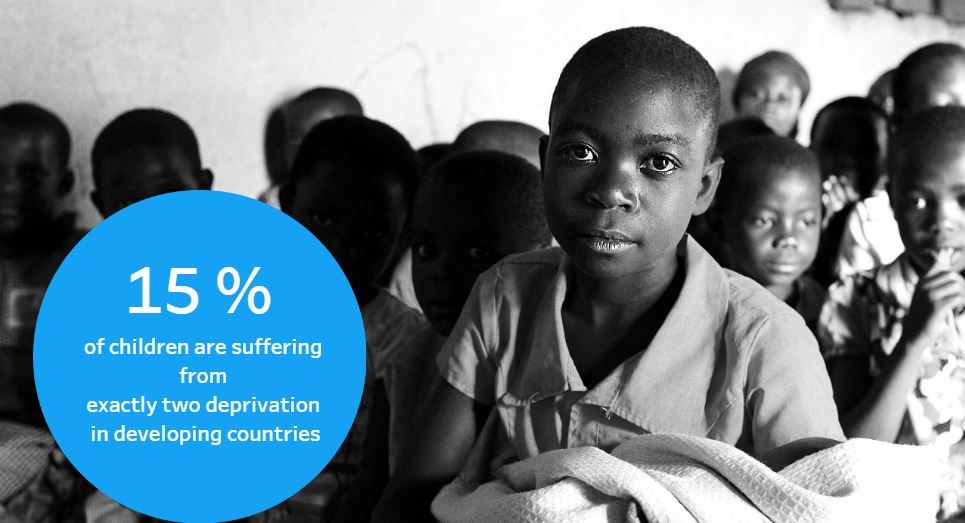 15 %
of children are suffering
from
exactly two deprivation
in developing countries